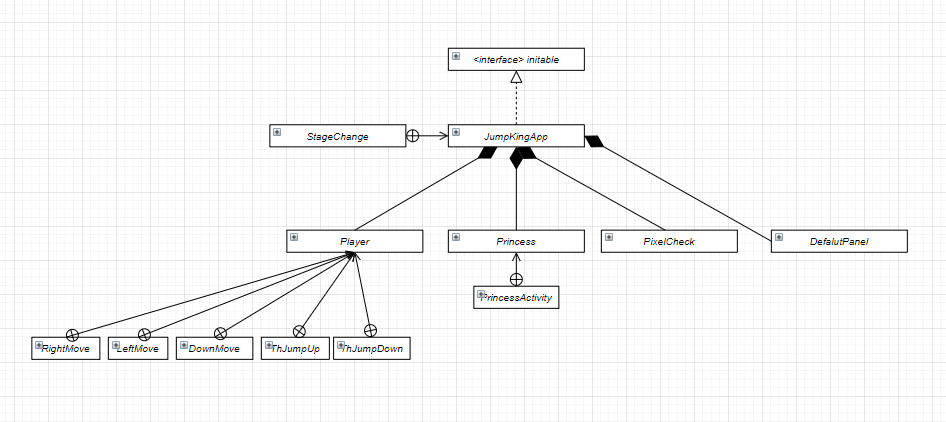 <interface> initable
StageChange
JumpKingApp
Player
Princess
PixelCheck
DefalutPanel
PrincessActivity
RightMove
LeftMove
DownMove
ThJumpUp
ThJumpDown